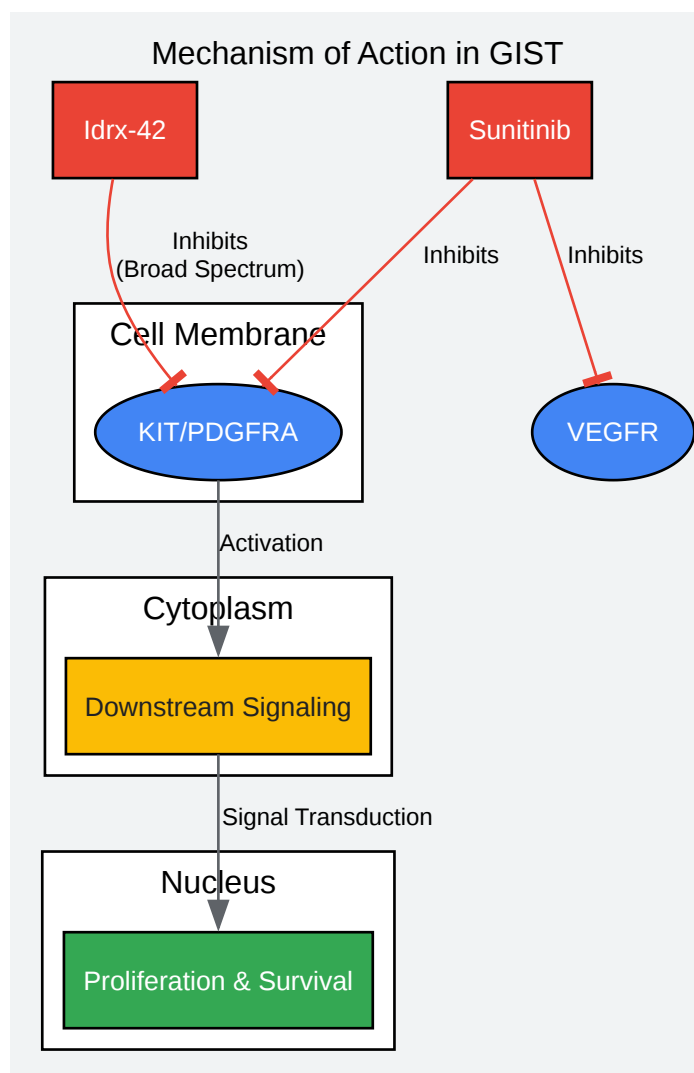 Mechanism of Action in GIST
Idrx-42
Sunitinib
Inhibits
(Broad Spectrum)
Inhibits
Inhibits
Cell Membrane
KIT/PDGFRA
VEGFR
Activation
Cytoplasm
Downstream Signaling
Signal Transduction
Nucleus
Proliferation & Survival